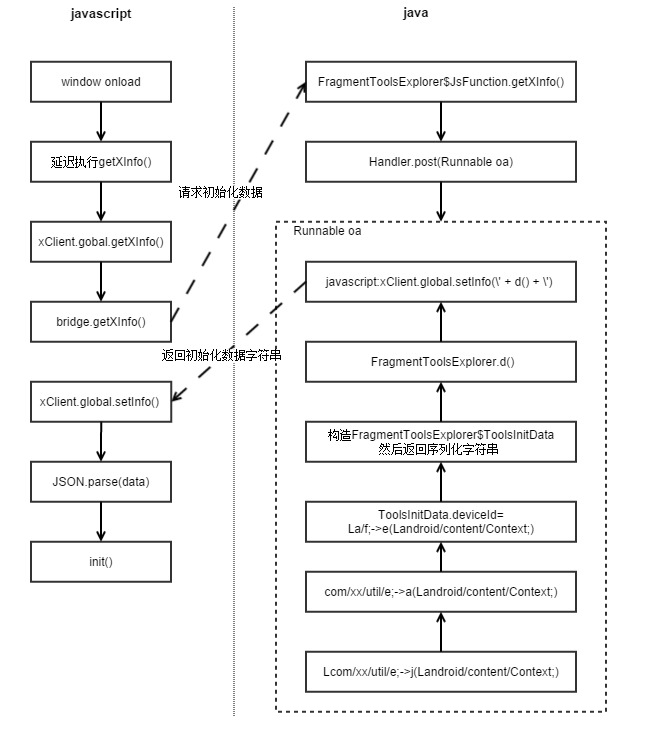 javascript
java
window onload
延迟执行getXInfo()
xClient.gobal.getXInfo()
bridge.getXInfo()
xClient.global.setInfo()
JSON.parse(data)
init()
请求初始化数据
返回初始化数据字符串
FragmentToolsExplorer$JsFunction.getXInfo()
Handler.post(Runnable oa)
Runnable oa
javascript:xClient.global.setInfo(\' + d() + \')
FragmentToolsExplorer.d()
构造FragmentToolsExplorer$ToolsInitData
然后返回序列化字符串
ToolsInitData.deviceId=
La/f;->e(Landroid/content/Context;)
com/xx/util/e;->a(Landroid/content/Context;)
Lcom/xx/util/e;->j(Landroid/content/Context;)